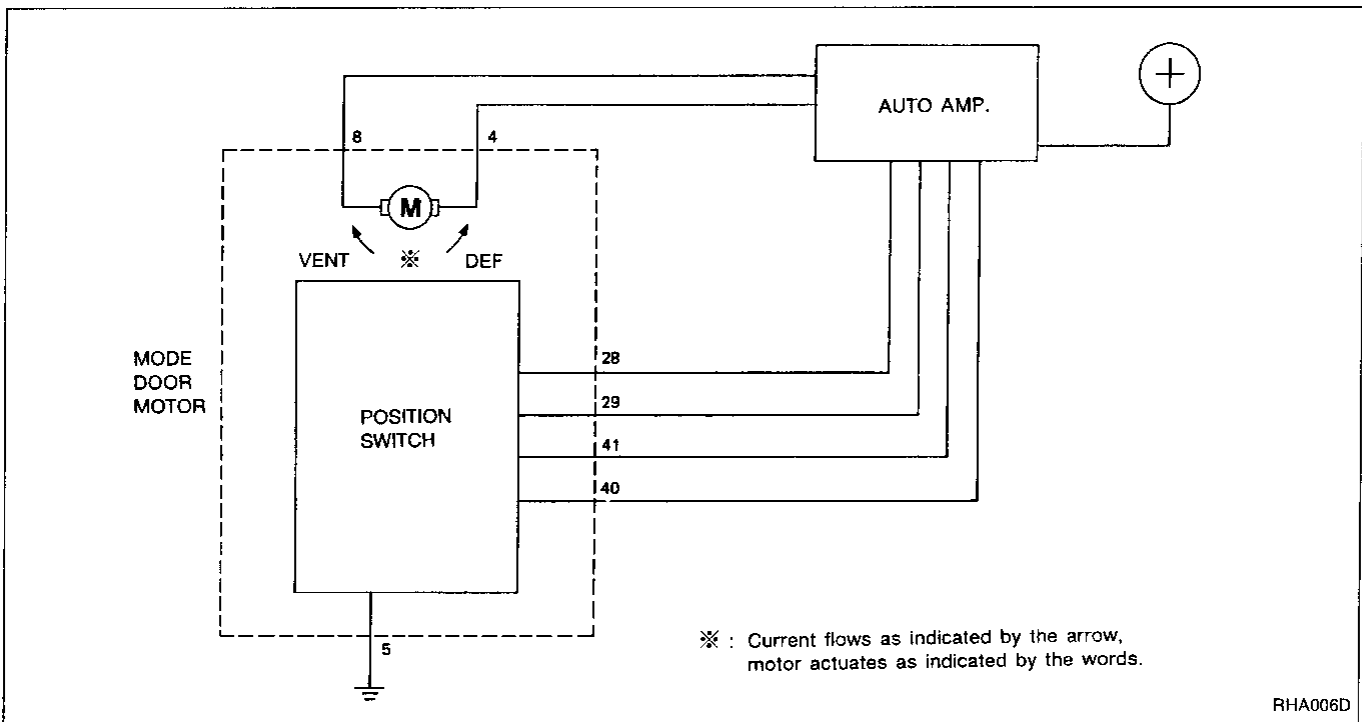 AUTO AMP.
+
8
4
M
VENT ※ DEF
MODE
DOOR
MOTOR
POSITION
SWITCH
28
29
41
40
5
※ : Current flows as indicated by the arrow,
motor actuates as indicated by the words.
RHA006D